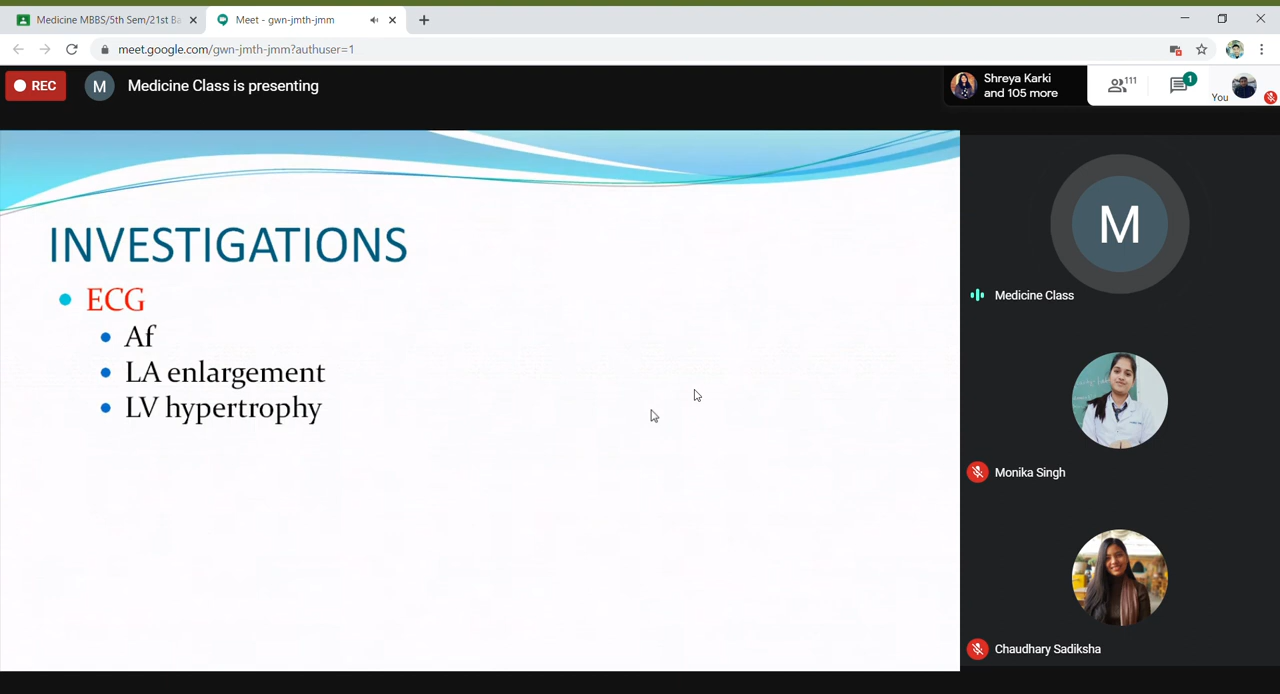 Medicine MBBS/5th Sem/21st Ba
Meet - gwn-jmth-jmm
meet.google.com/gwn-jmth-jmm?authuser=1
REC
M
Medicine Class is presenting
Shreya Karki
and 105 more
111
1
You
INVESTIGATIONS
ECG
Af
LA enlargement
LV hypertrophy
M
Medicine Class
Monika Singh
Chaudhary Sadiksha